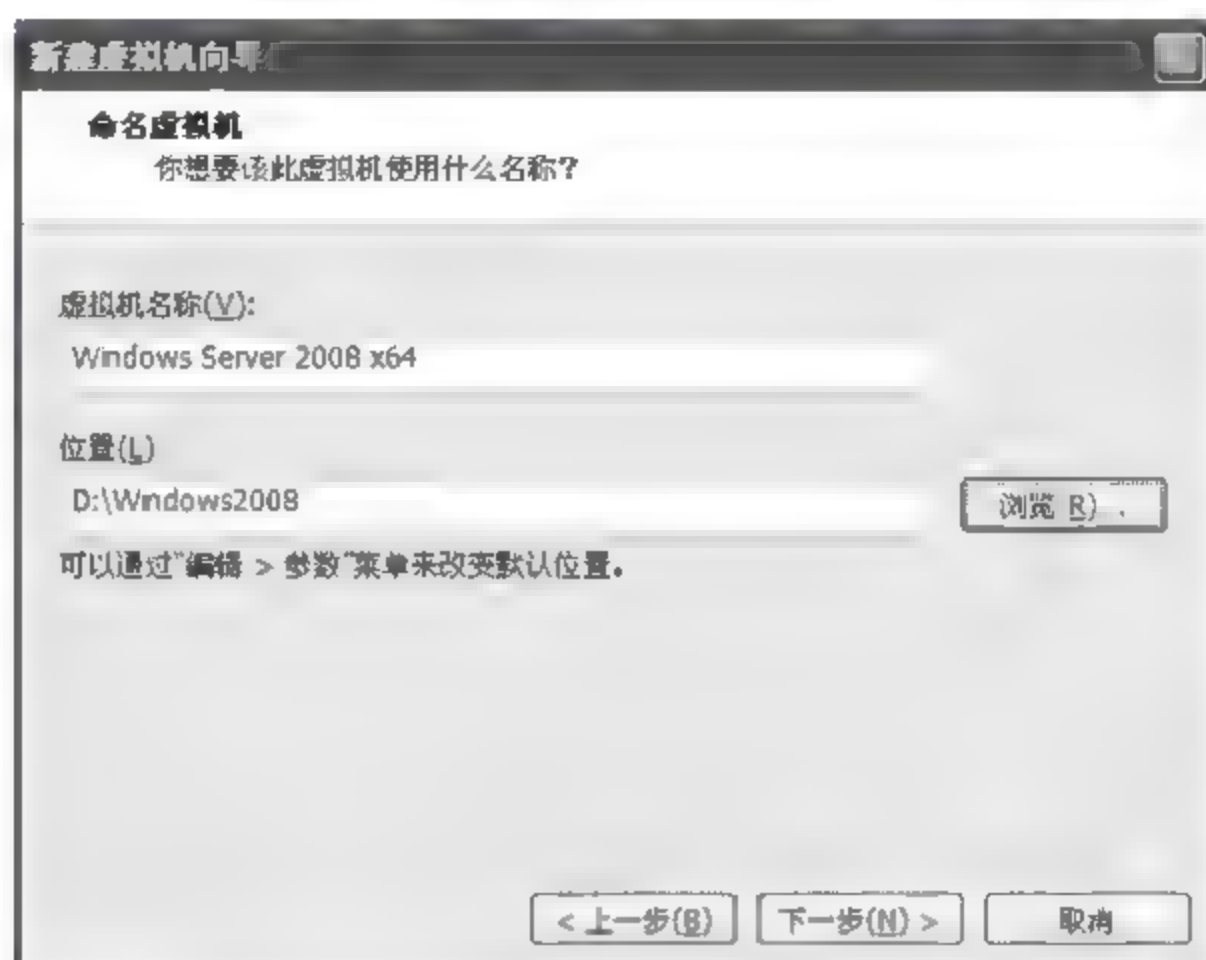 新建虚拟机向导
命名虚拟机
你想要该此虚拟机使用什么名称?
虚拟机名称(V):
Windows Server 2008 x64
位置(L)
D:\Windows2008
浏览 R) .
可以通过"编辑 > 参数"菜单来改变默认位置。
< 上一步(B)
下一步(N) >
取消